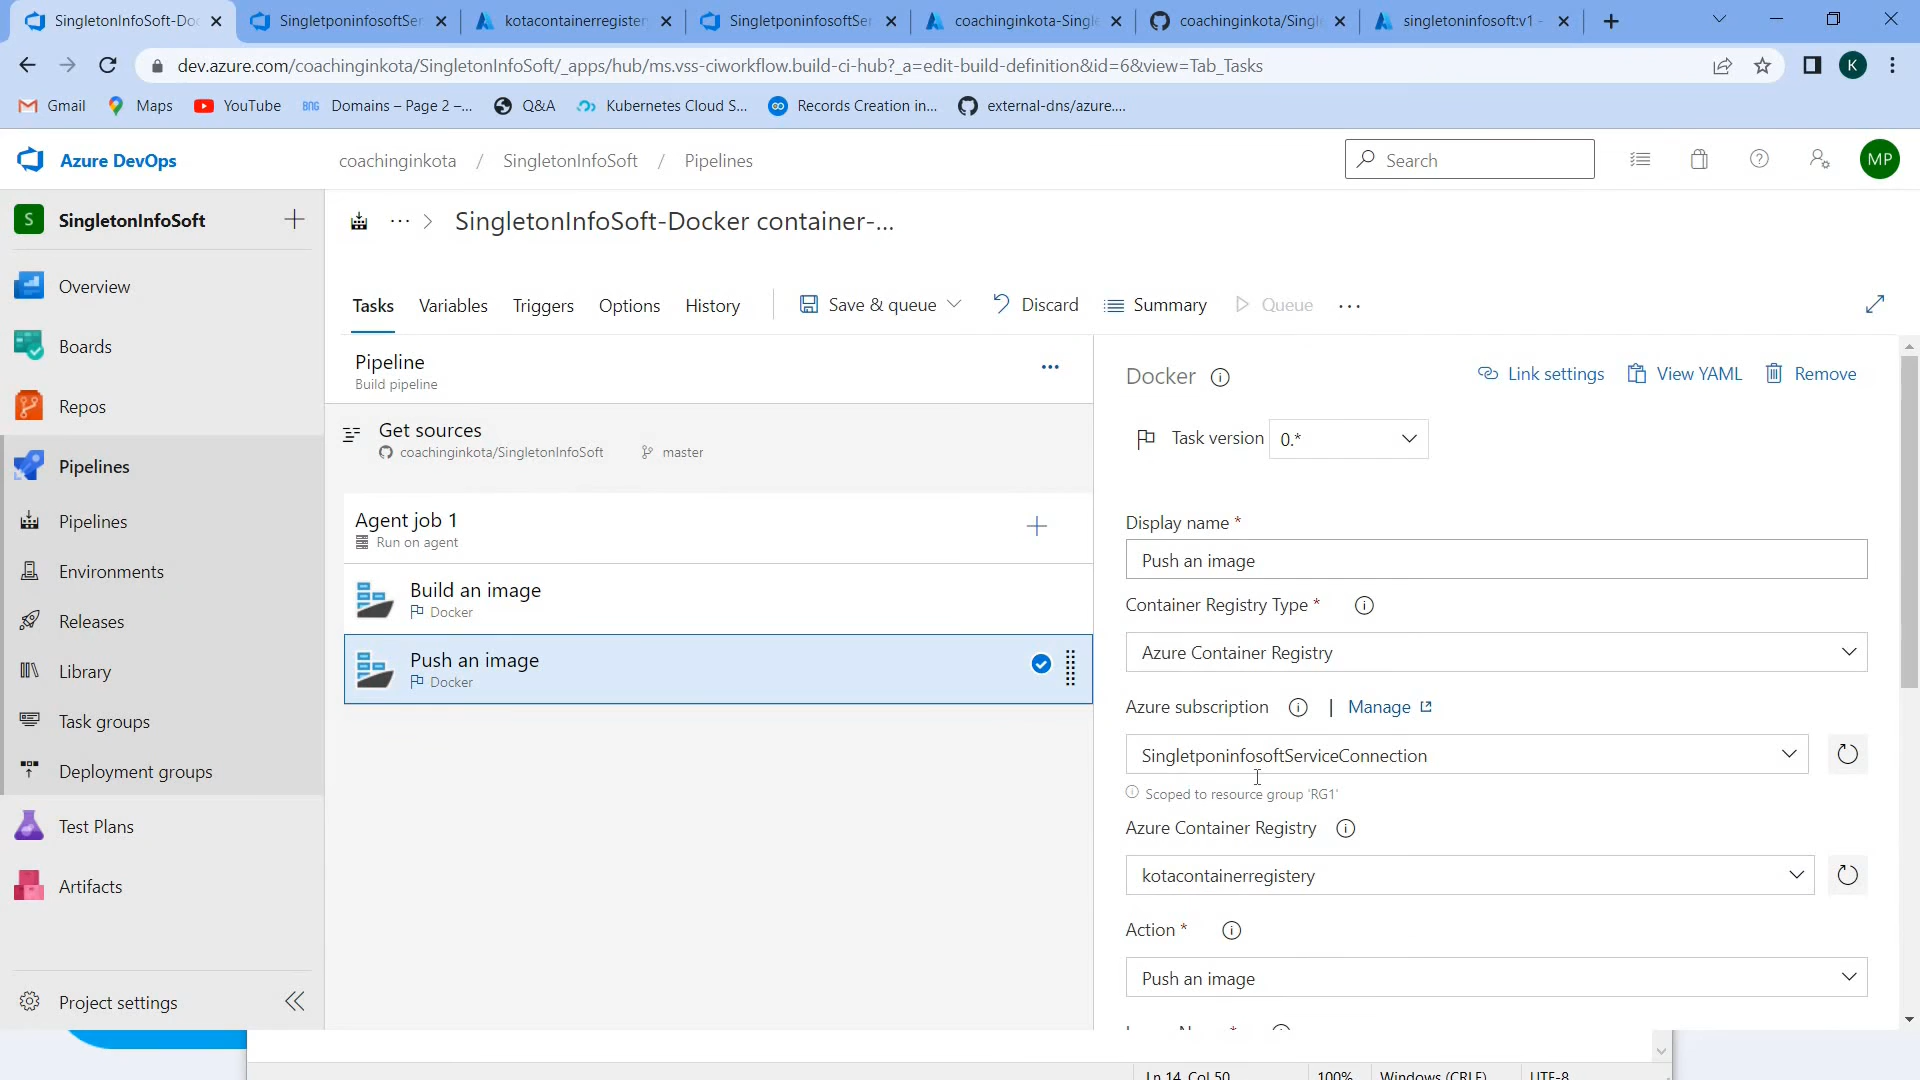 SingletonInfoSoft-Do
SingletponinfosoftSer
kotacontainerregistery
SingletponinfosoftSer
coachinginkota-Single
coachinginkota/Singl
singletoninfosoft:v1 -
dev.azure.com/coachinginkota/SingletonInfoSoft/_apps/hub/ms.vss-ciworkflow.build-ci-hub?_a=edit-build-definition&id=6&view=Tab_Tasks
K
Gmail
Maps
YouTube
BNG Domains – Page 2 –...
Q&A
Kubernetes Cloud S...
Records Creation in...
external-dns/azure....
Azure DevOps
coachinginkota / SingletonInfoSoft / Pipelines
Search
MP
S SingletonInfoSoft
Overview
Boards
Repos
Pipelines
Pipelines
Environments
Releases
Library
Task groups
Deployment groups
Test Plans
Artifacts
Project settings
··· > SingletonInfoSoft-Docker container-...
Tasks Variables Triggers Options History Save & queue Discard Summary Queue ···
Pipeline
Build pipeline
Get sources
coachinginkota/SingletonInfoSoft master
Agent job 1
Run on agent
Build an image
Docker
Push an image
Docker
Docker
Link settings View YAML Remove
Task version 0.*
Display name *
Push an image
Container Registry Type *
Azure Container Registry
Azure subscription | Manage
SingletponinfosoftServiceConnection
Scoped to resource group 'RG1'
Azure Container Registry
kotacontainerregistery
Action *
Push an image
Ln 14, Col 50 100% Windows (CRLF) UTF-8